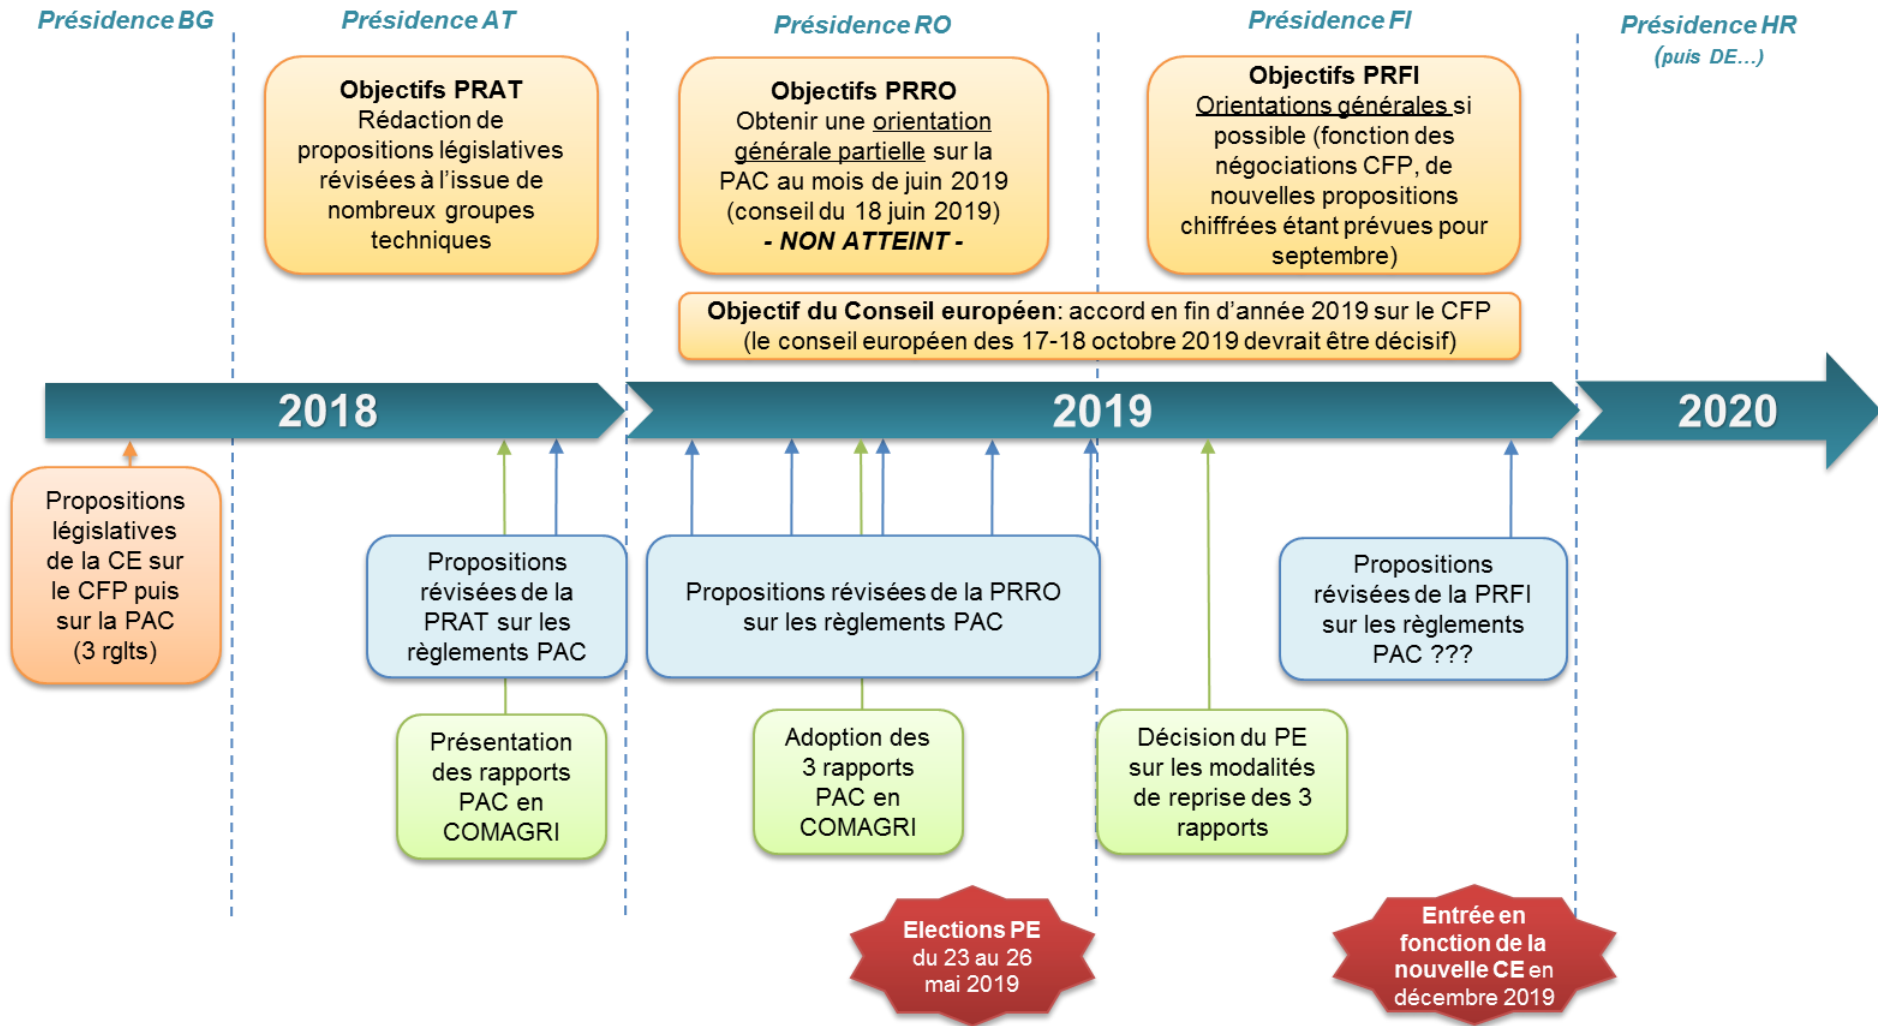 Présidence BG
Présidence AT
Présidence RO
Présidence FI
Présidence HR
(puis DE…)
Objectifs PRAT
Rédaction de
propositions législatives
révisées à l'issue de
nombreux groupes
techniques
Objectifs PRRO
Obtenir une orientation
générale partielle sur la
PAC au mois de juin 2019
(conseil du 18 juin 2019)
- NON ATTEINT -
Objectifs PRFI
Orientations générales si
possible (fonction des
négociations CFP, de
nouvelles propositions
chiffrées étant prévues pour
septembre)
Objectif du Conseil européen: accord en fin d'année 2019 sur le CFP
(le conseil européen des 17-18 octobre 2019 devrait être décisif)
2018
2019
2020
Propositions
législatives
de la CE sur
le CFP puis
sur la PAC
(3 rglts)
Propositions
révisées de la
PRAT sur les
règlements PAC
Propositions révisées de la PRRO
sur les règlements PAC
Propositions
révisées de la PRFI
sur les règlements
PAC ???
Présentation
des rapports
PAC en
COMAGRI
Adoption des
3 rapports
PAC en
COMAGRI
Décision du PE
sur les modalités
de reprise des 3
rapports
Elections PE
du 23 au 26
mai 2019
Entrée en
fonction de la
nouvelle CE en
décembre 2019